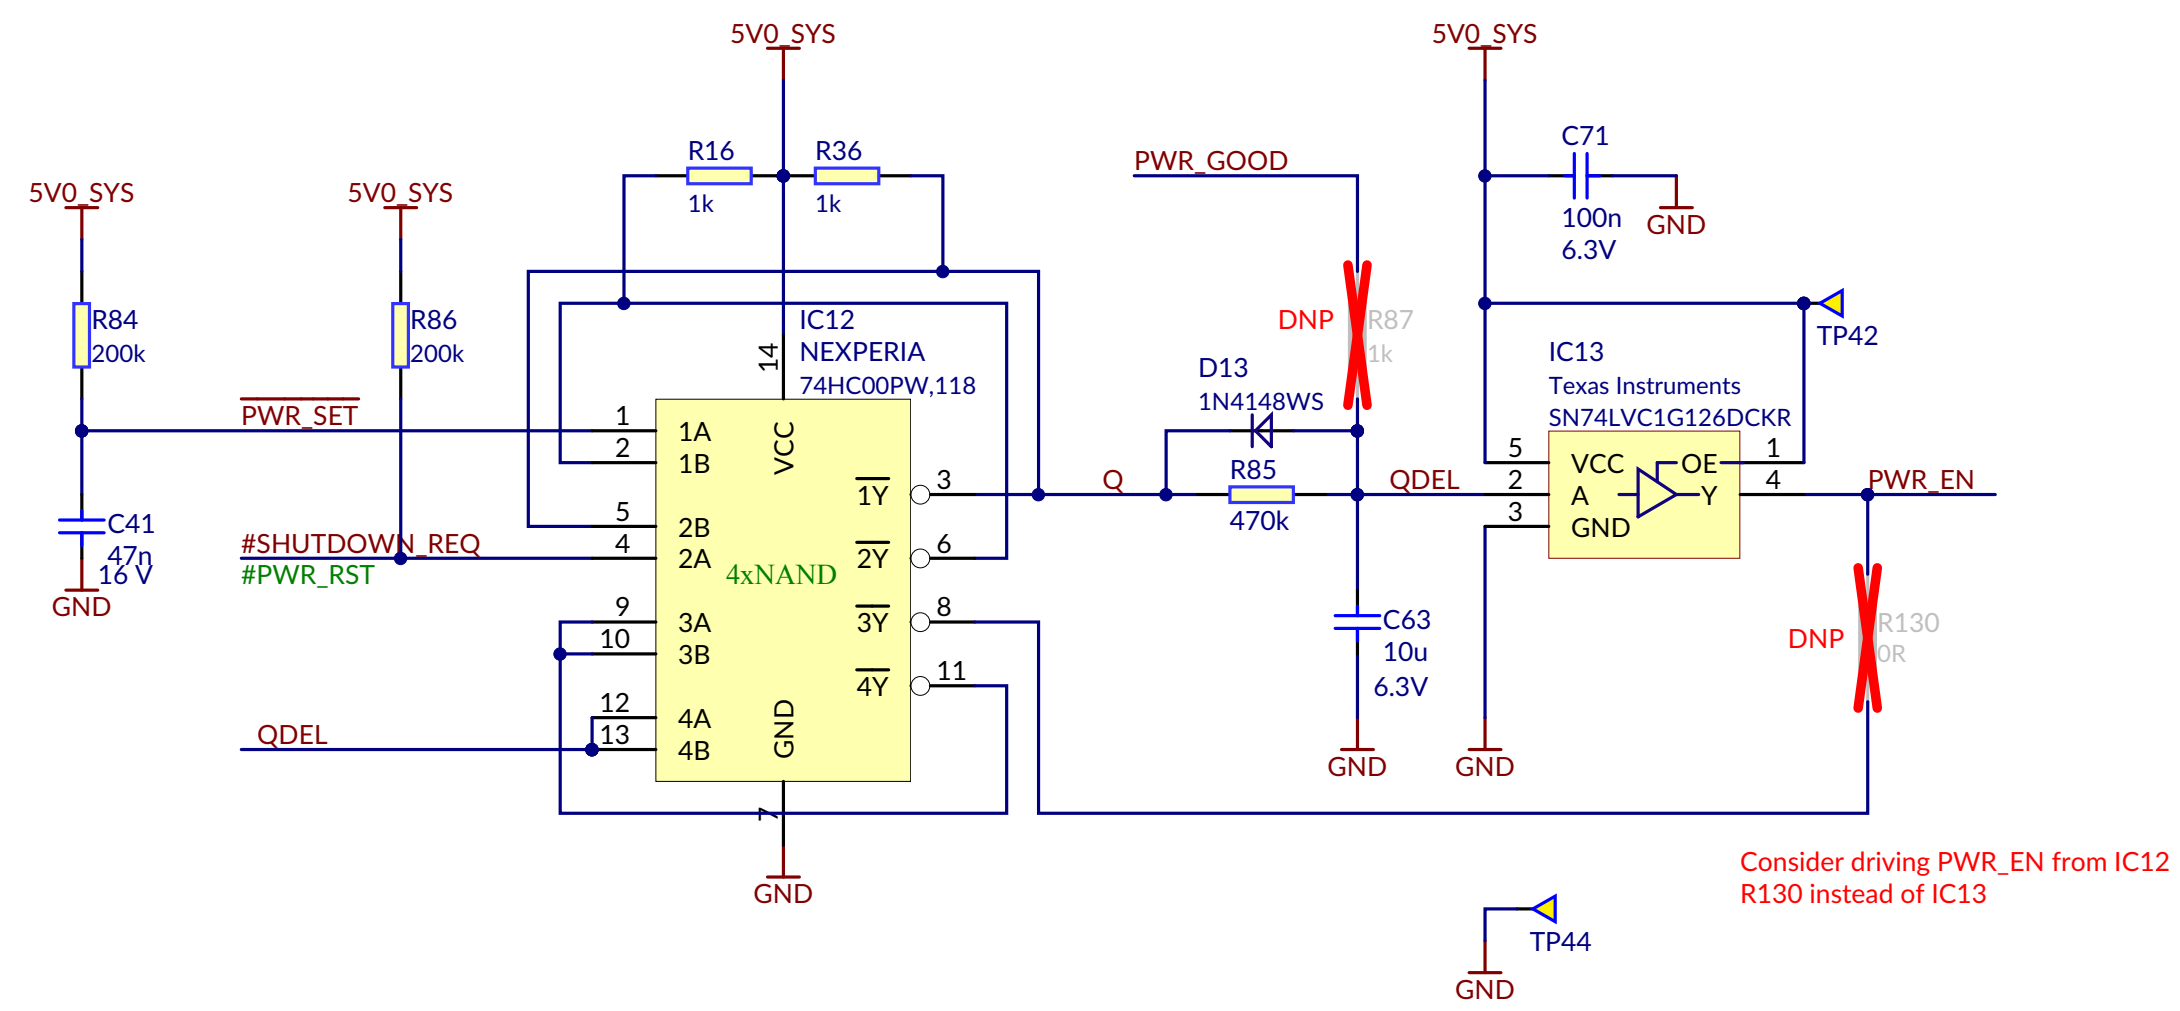 5V0_SYS
5V0_SYS
R16
R36
1k
1k
C71
PWR_GOOD
100n
6.3V
GND
5V0_SYS
5V0_SYS
R84
200k
R86
200k
IC12
NEXPERIA
74HC00PW,118
14
DNP
R87
1k
TP42
D13
1N4148WS
IC13
Texas Instruments
SN74LVC1G126DCKR
PWR_SET
1
1A
2
1B
VCC
1Y
3
5
2B
4
2A
2Y
6
4xNAND
9
3A
10
3B
3Y
8
4Y
11
12
4A
13
4B
GND
7
GND
Q
R85
470k
QDEL
5
VCC
OE
1
2
A
Y
4
3
GND
PWR_EN
C41
47n
16 V
GND
#SHUTDOWN_REQ
#PWR_RST
QDEL
C63
10u
6.3V
GND
GND
DNP
R130
0R
Consider driving PWR_EN from IC12
R130 instead of IC13
TP44
GND